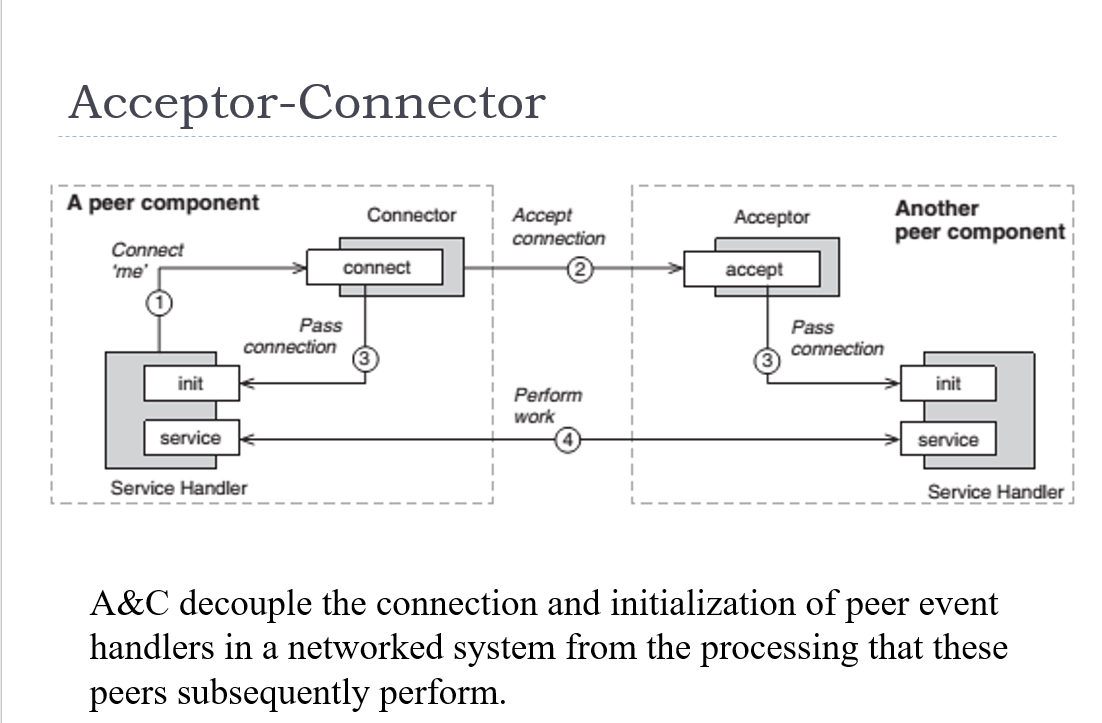 Acceptor-Connector
A peer component
Connector
Connect
'me'
1
connect
Pass
connection
3
init
service
Service Handler
Accept
connection
2
Perform
work
4
Another
peer component
Acceptor
accept
Pass
connection
3
init
service
Service Handler
A&C decouple the connection and initialization of peer event
handlers in a networked system from the processing that these
peers subsequently perform.